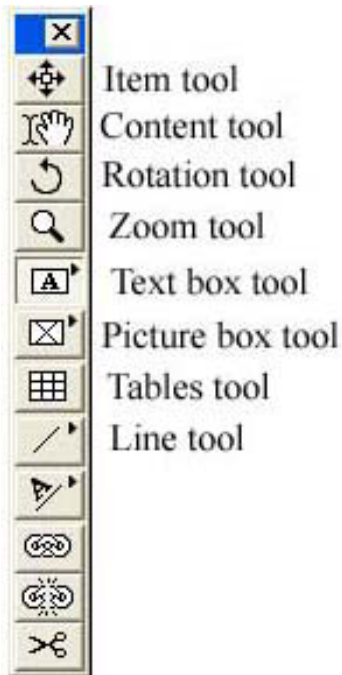 Item tool
Content tool
Rotation tool
Zoom tool
A Text box tool
Picture box tool
Tables tool
Line tool
A